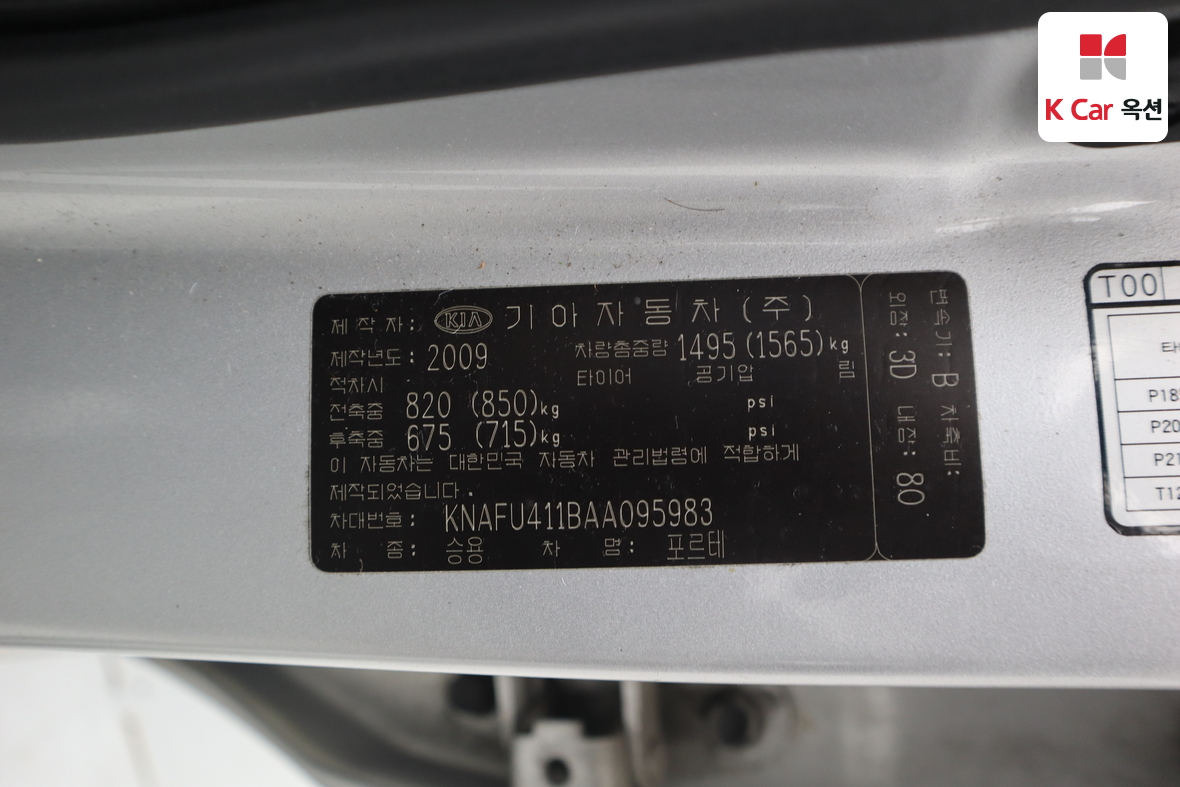 K Car 옥션
제 작 자: KIA 기 아 자 동 차 (주)
제작년도: 2009 차량총중량 1495 (1565)kg
적차시 타이어 공기압 림
전축중 820 (850)kg psi
후축중 675 (715)kg psi
이 자동차는 대한민국 자동차 관리법령에 적합하게
제작되었습니다.
차대번호: KNAFU411BAA095983
차 종: 승용 차 명: 포르테
변속기: B 차축비:
외장: 3D 내장: 80
T00
타
P18
P20
P21
T12